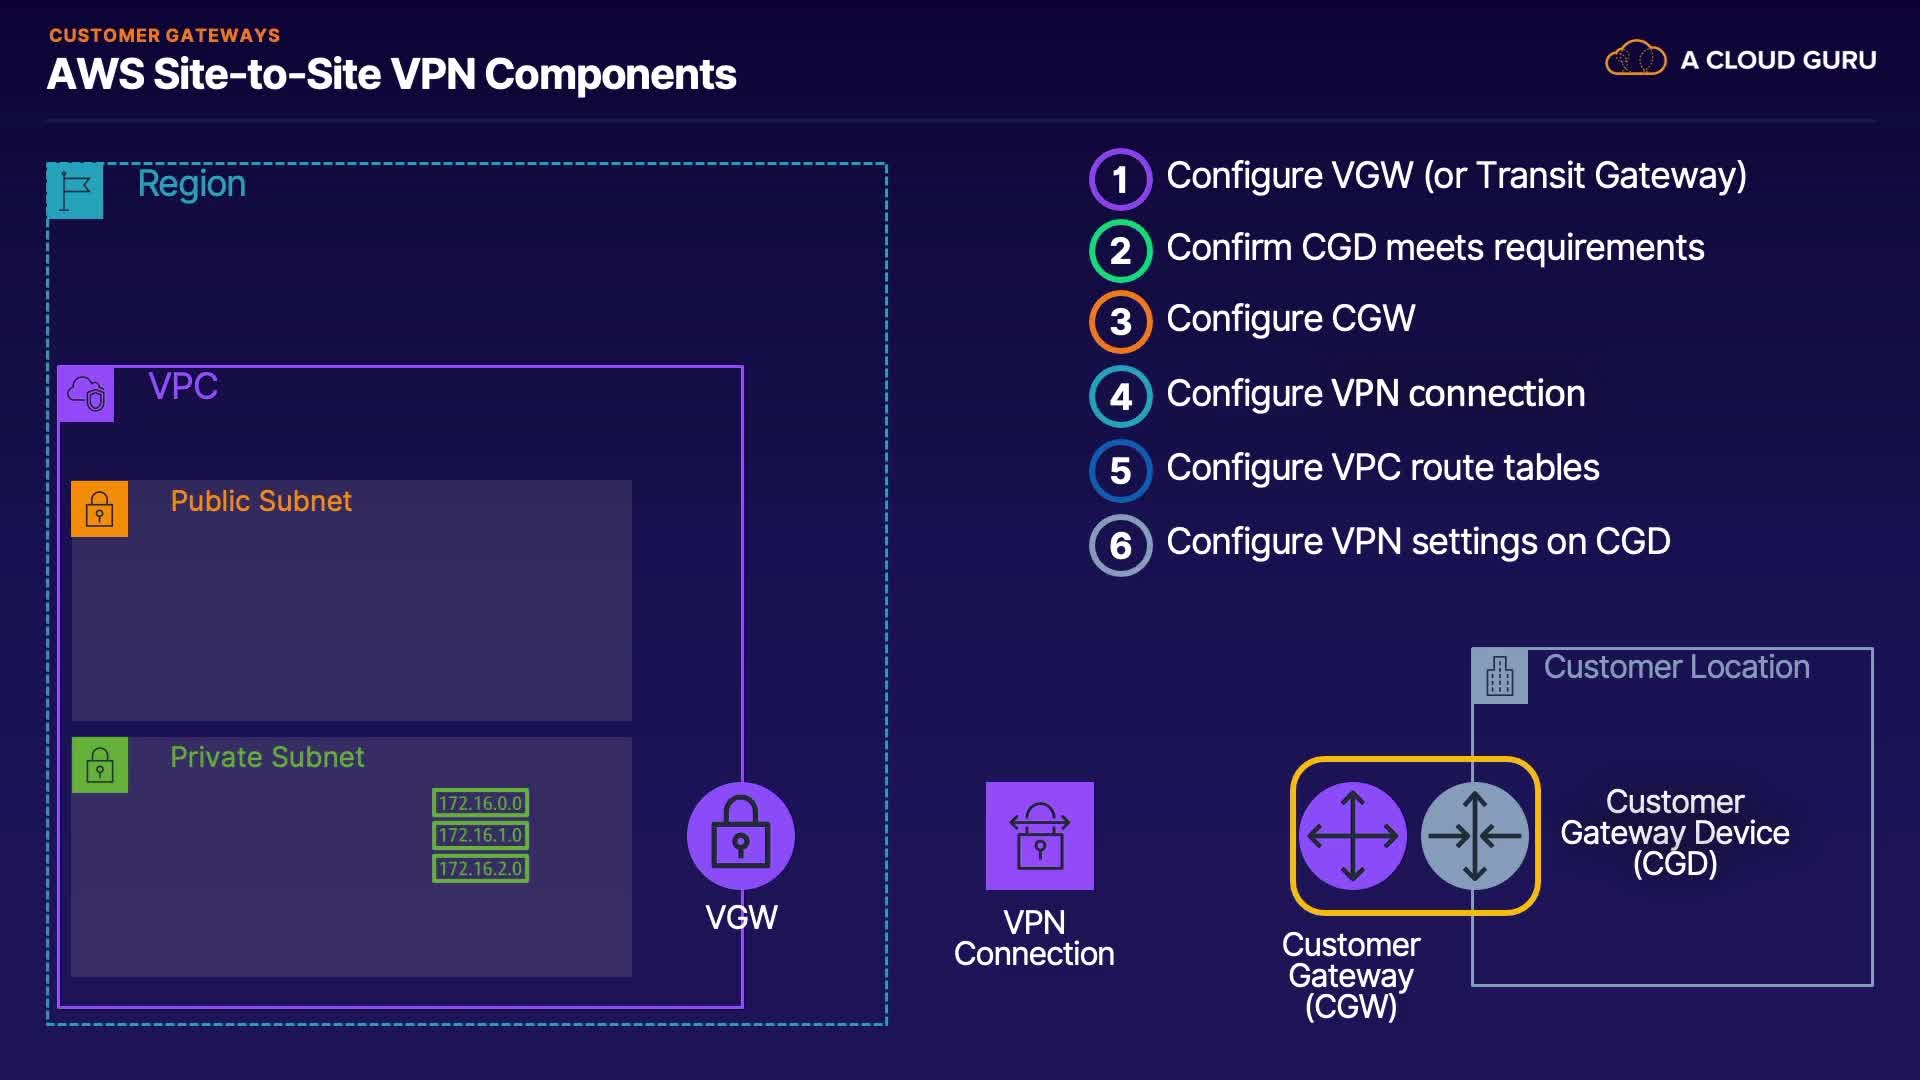 CUSTOMER GATEWAYS
AWS Site-to-Site VPN Components
A CLOUD GURU
Region
VPC
Public Subnet
Private Subnet
172.16.0.0
172.16.1.0
172.16.2.0
VGW
1 Configure VGW (or Transit Gateway)
2 Confirm CGD meets requirements
3 Configure CGW
4 Configure VPN connection
5 Configure VPC route tables
6 Configure VPN settings on CGD
VPN
Connection
Customer Location
Customer
Gateway Device
(CGD)
Customer
Gateway
(CGW)